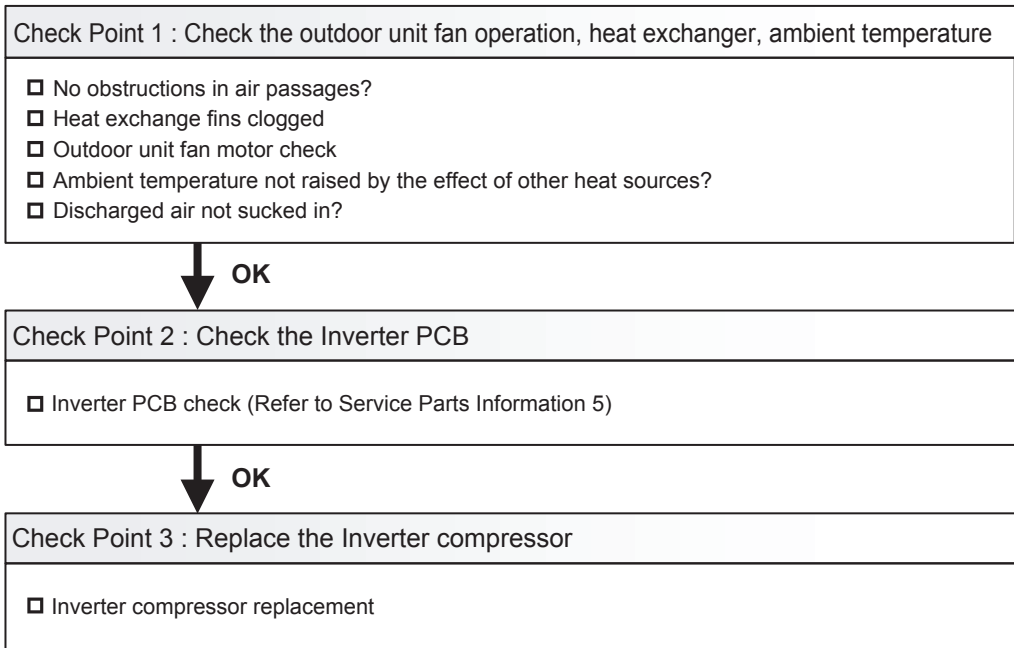 Check Point 1 : Check the outdoor unit fan operation, heat exchanger, ambient temperature
No obstructions in air passages?
Heat exchange fins clogged
Outdoor unit fan motor check
Ambient temperature not raised by the effect of other heat sources?
Discharged air not sucked in?
OK
Check Point 2 : Check the Inverter PCB
Inverter PCB check (Refer to Service Parts Information 5)
OK
Check Point 3 : Replace the Inverter compressor
Inverter compressor replacement